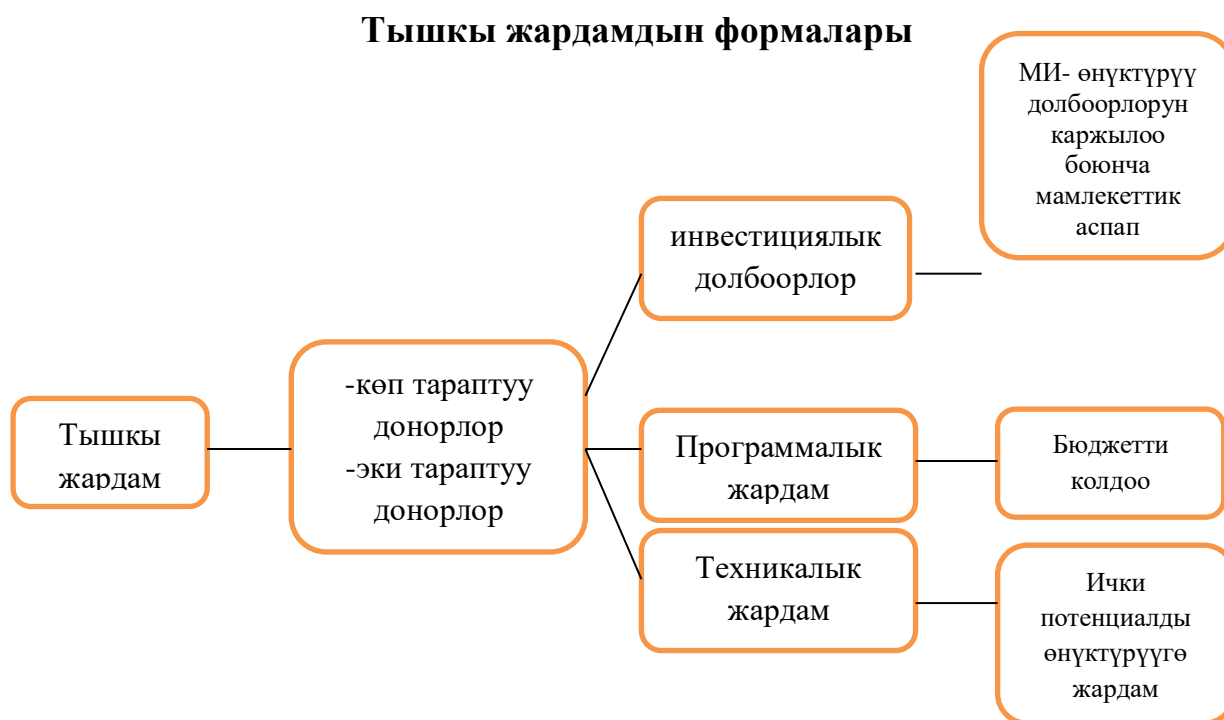 Тышкы жардамдын формалары
МИ- өнүктүрүү
долбоорлорун
каржылоо
боюнча
мамлекеттик
аспап
инвестициялык
долбоорлор
-көп тараптуу
донорлор
-эки тараптуу
донорлор
Тышкы
жардам
Программалык
жардам
Бюджетти
колдоо
Техникалык
жардам
Ички
потенциалды
өнүктүрүүгө
жардам